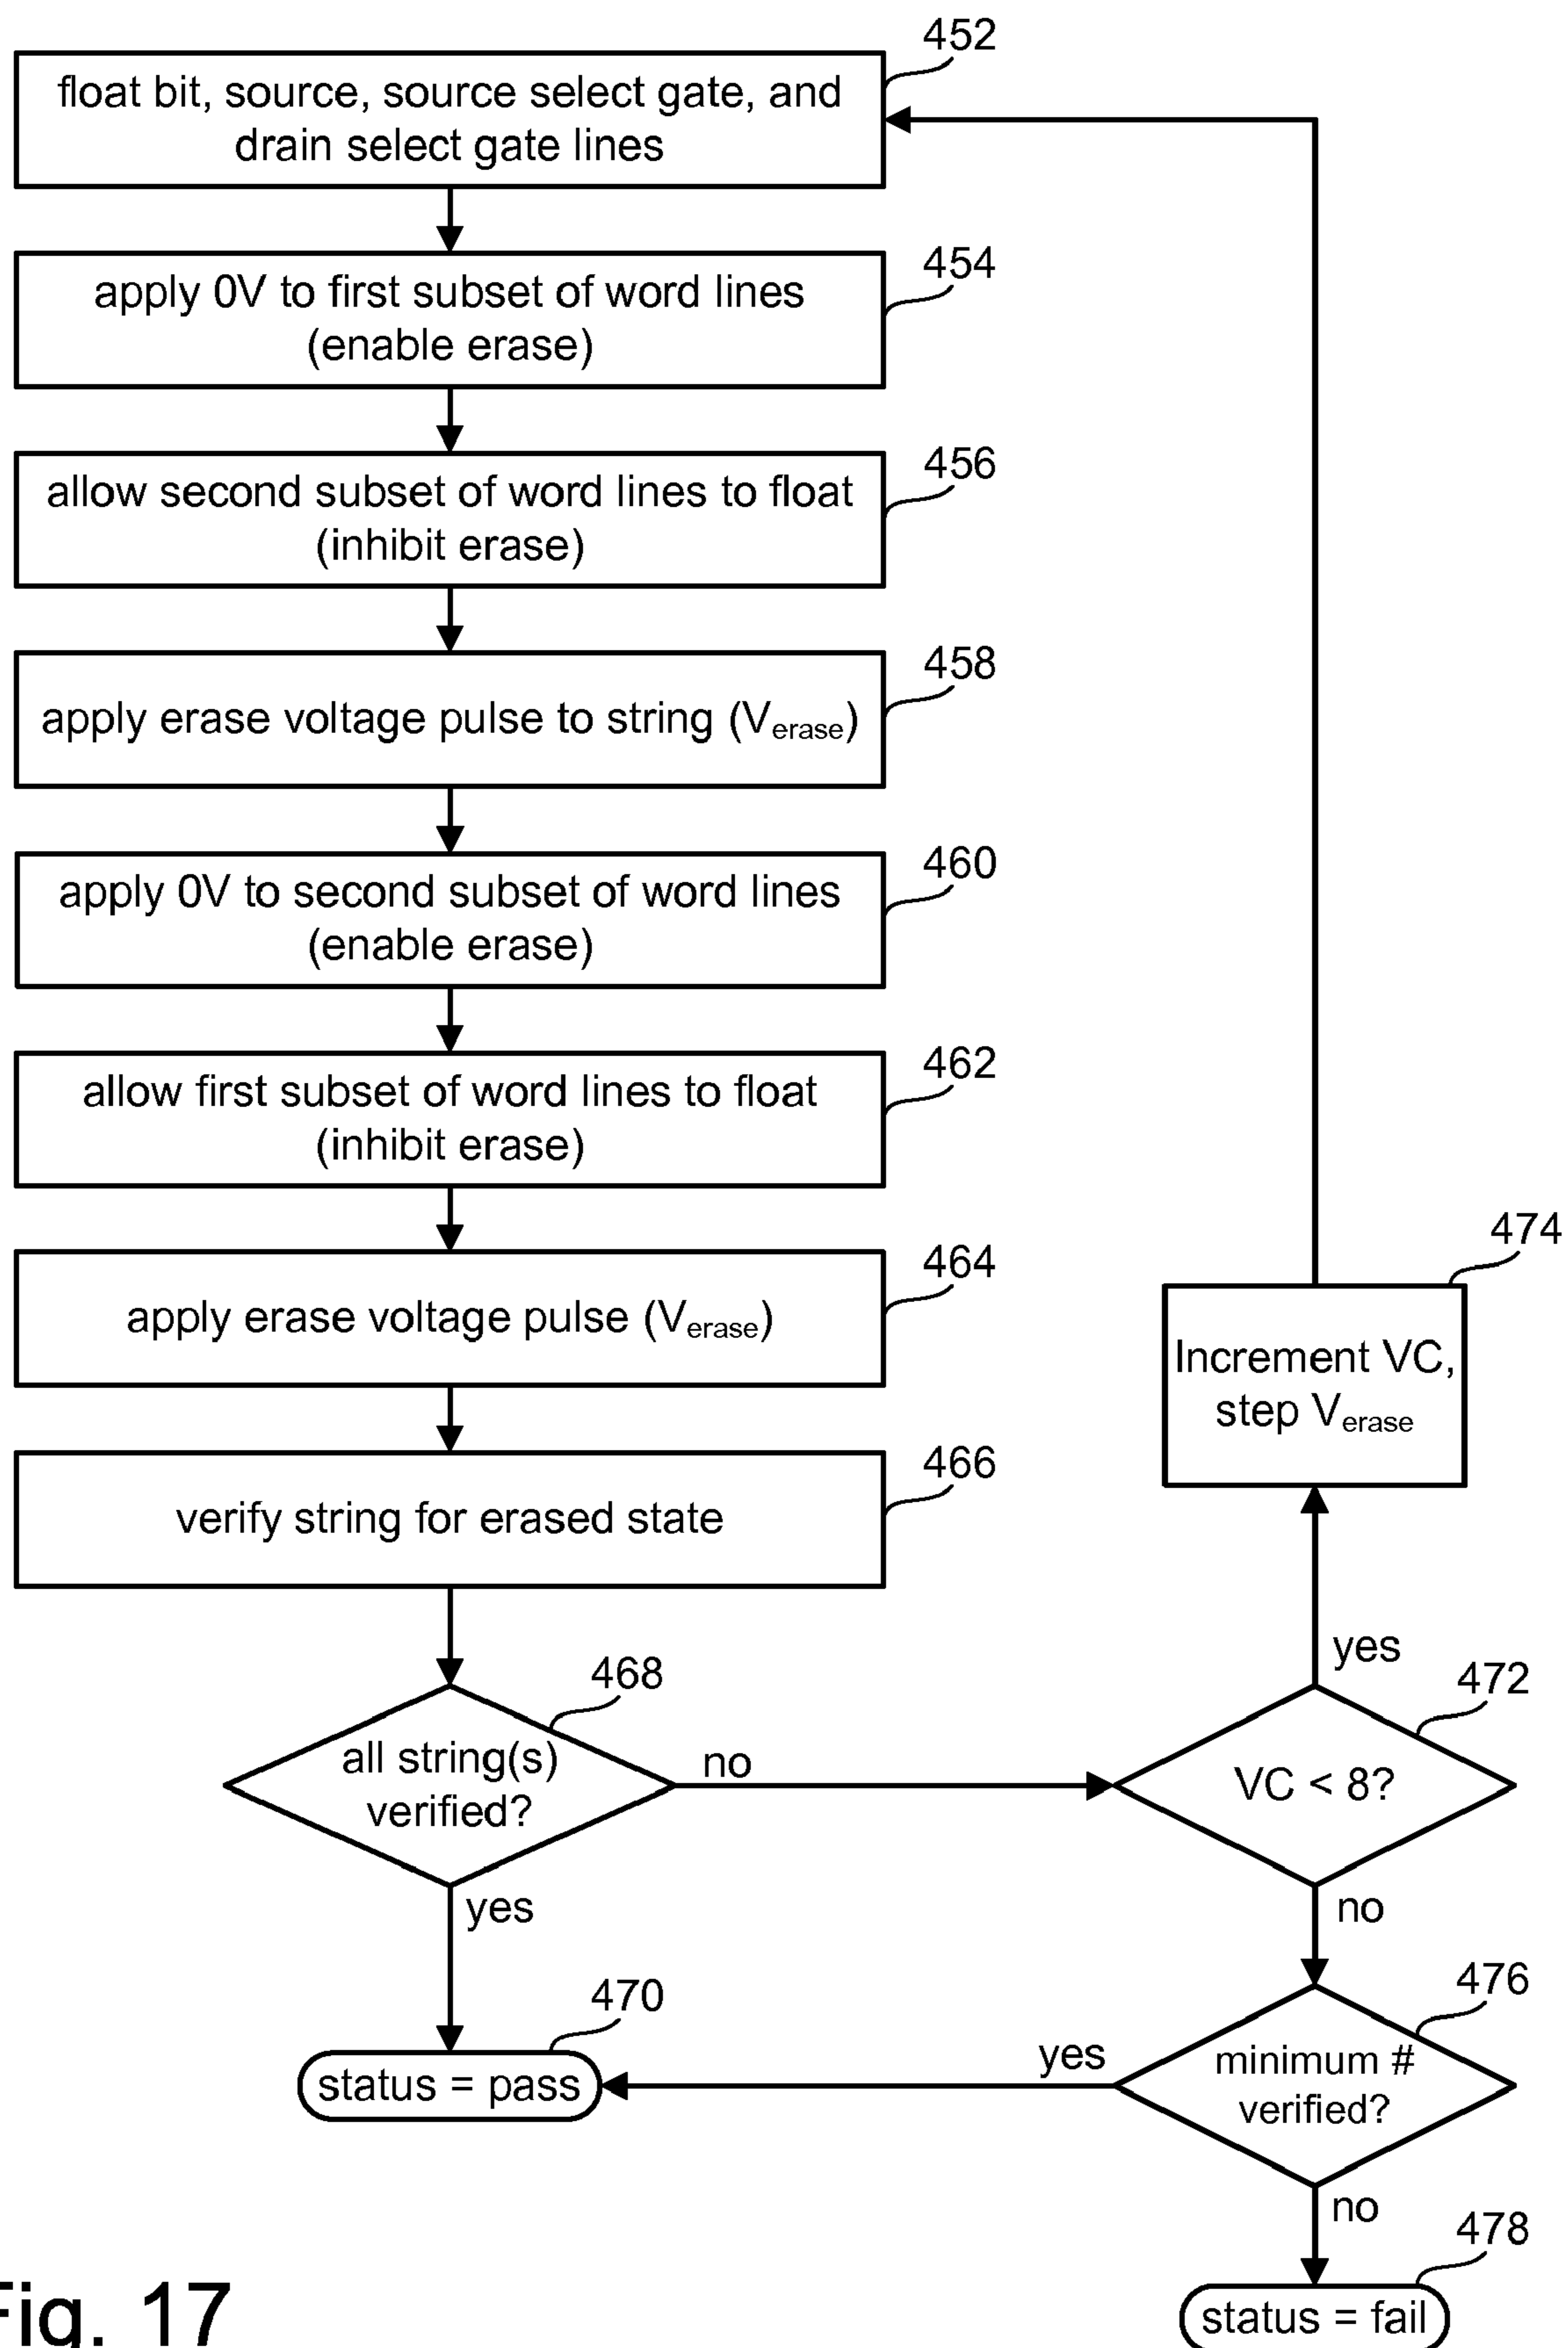 452
float bit, source, source select gate, and
drain select gate lines
454
apply 0V to first subset of word lines
(enable erase)
456
allow second subset of word lines to float
(inhibit erase)
458
apply erase voltage pulse to string (Verase)
460
apply 0V to second subset of word lines
(enable erase)
462
allow first subset of word lines to float
(inhibit erase)
464
apply erase voltage pulse (Verase)
474
Increment VC,
step Verase
466
verify string for erased state
468
all string(s)
verified?
no
yes
472
VC < 8?
yes
no
470
status = pass
476
minimum #
verified?
yes
no
478
status = fail
Fig. 17